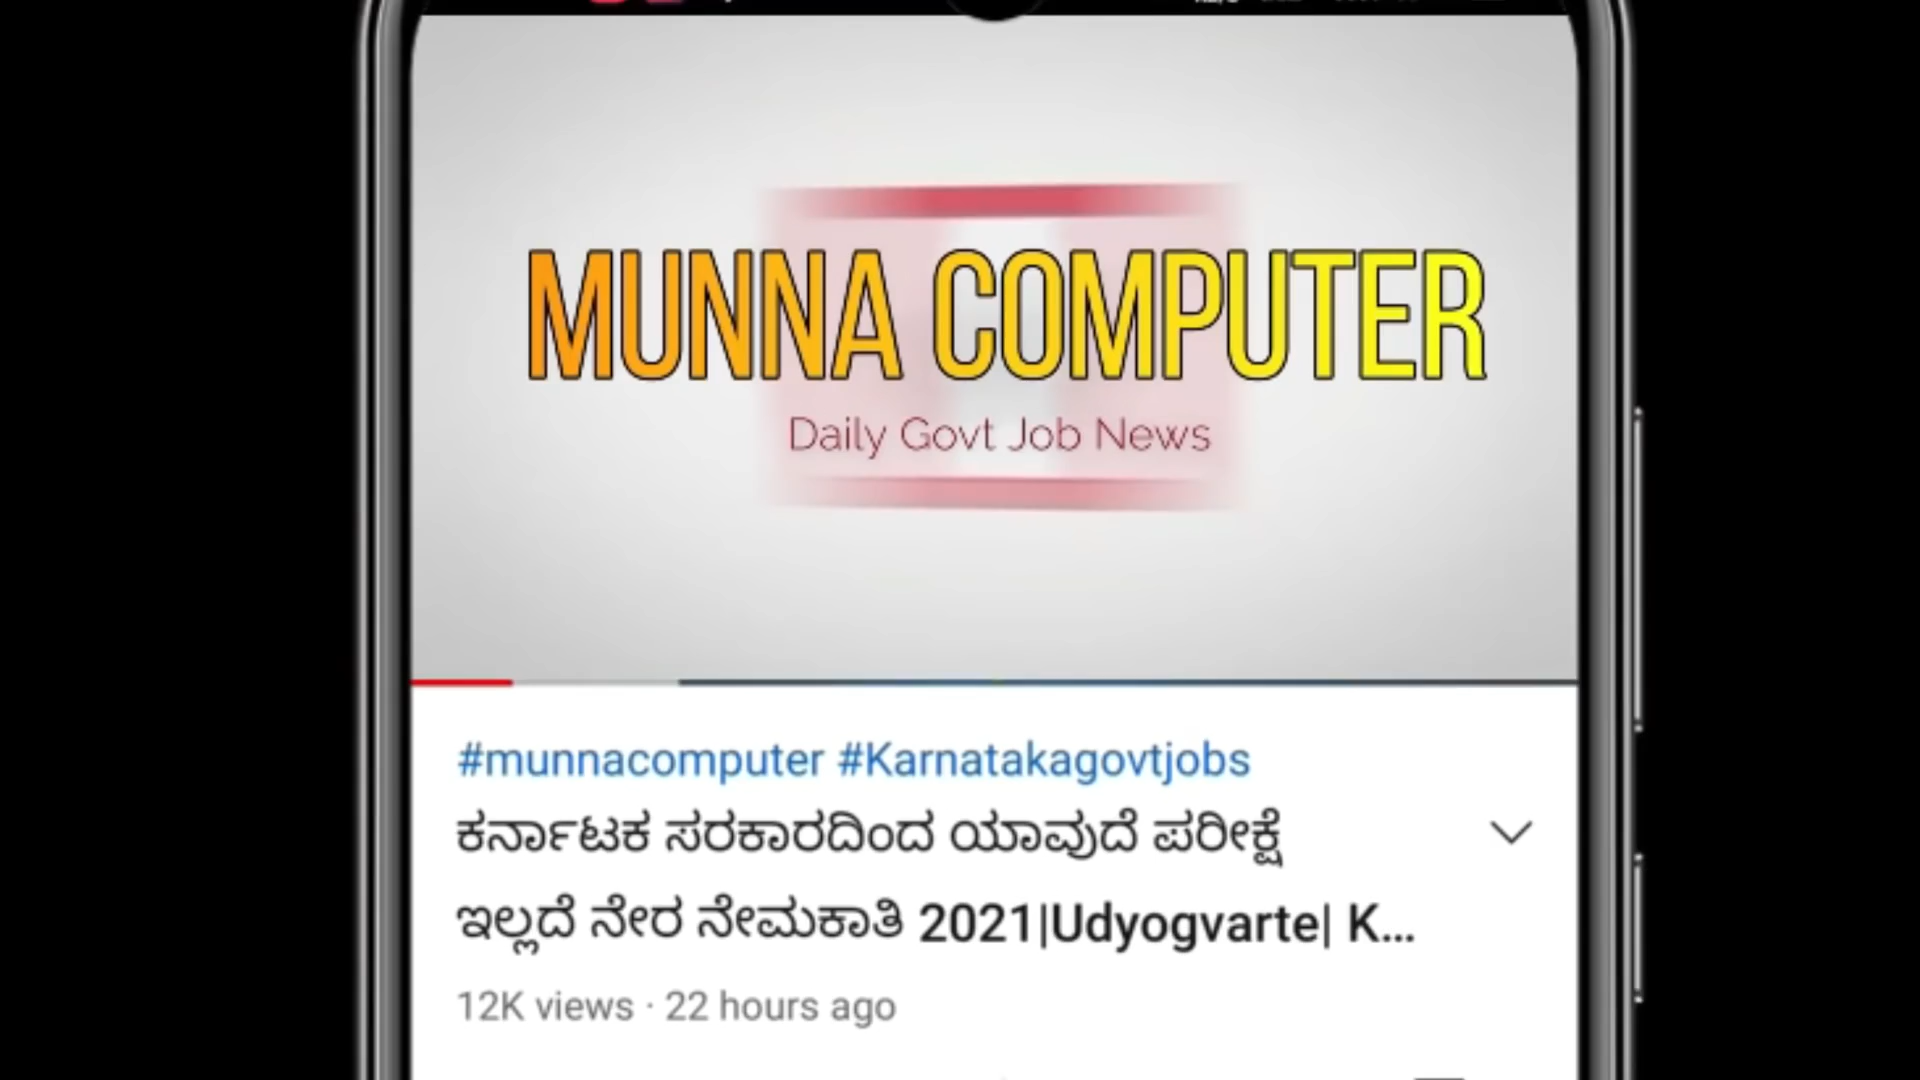 MUNNA COMPUTER
Daily Govt Job News
#munnacomputer #Karnatakagovtjobs
ಕರ್ನಾಟಕ ಸರಕಾರದಿಂದ ಯಾವುದೆ ಪರೀಕ್ಷೆ
ಇಲ್ಲದೆ ನೇರ ನೇಮಕಾತಿ 2021|Udyogvarte| K...
12K views · 22 hours ago